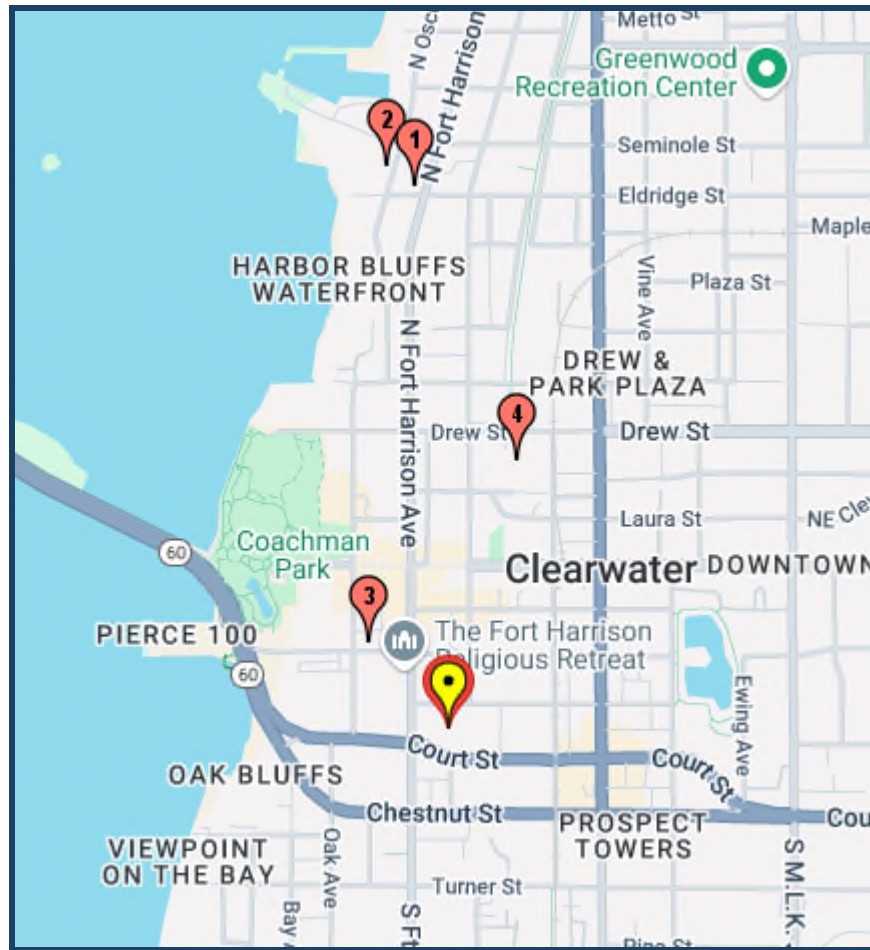 Metto St
Greenwood
Recreation Center
N Osc
N Fort Harrison
2
1
Seminole St
Eldridge St
Maple
HARBOR BLUFFS
WATERFRONT
Vine Ave
Plaza St
N Fort Harrison Ave
DREW &
PARK PLAZA
4
Drew St
Drew St
Laura St
NE Cle
Coachman
Park
60
Clearwater
DOWNTOWN
3
PIERCE 100
The Fort Harrison
Religious Retreat
60
Ewing Ave
Court St
Court St
OAK BLUFFS
Chestnut St
Cou
PROSPECT
TOWERS
VIEWPOINT
ON THE BAY
Oak Ave
Bay
Turner St
S Ft
S M.L.K.
Pine St